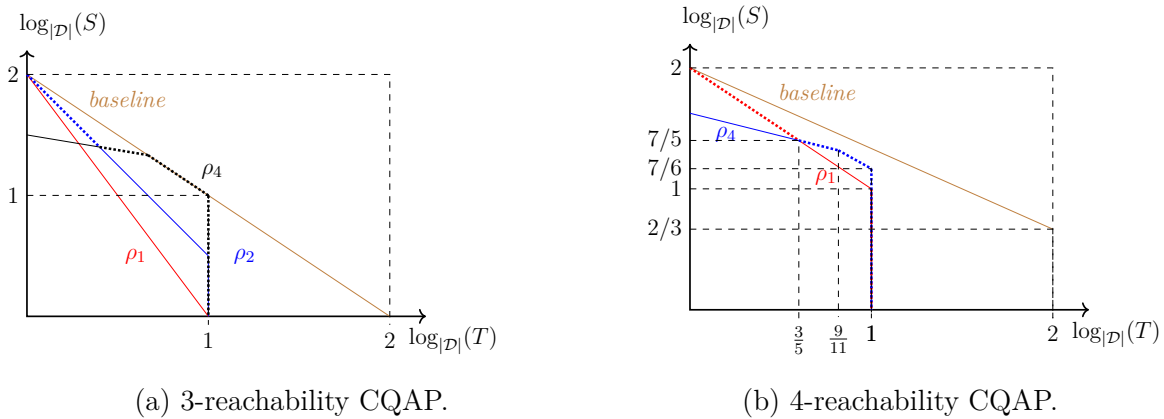 log|D|(S)
2
baseline
ρ4
1
ρ1
ρ2
1
2
log|D|(T)
(a) 3-reachability CQAP.
log|D|(S)
2
baseline
ρ4
7/5
7/6
ρ1
1
2/3
3/5
9/11
1
2
log|D|(T)
(b) 4-reachability CQAP.